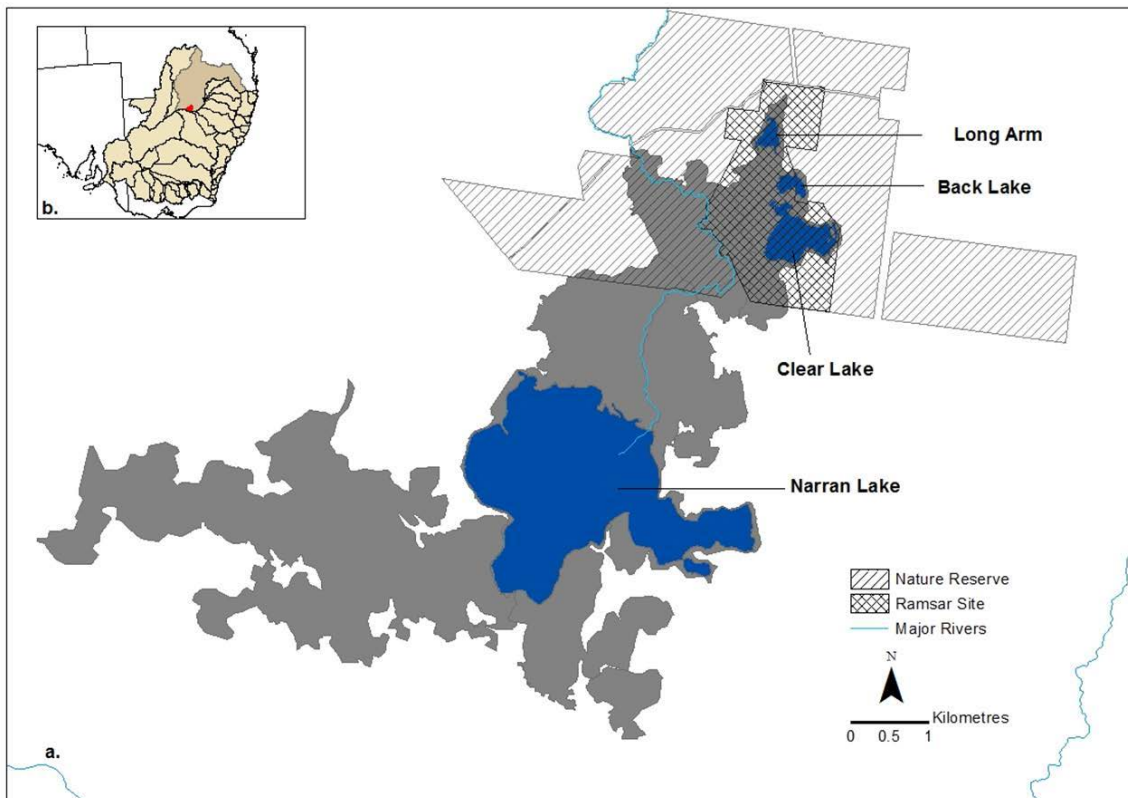 b.
Long Arm
Back Lake
Clear Lake
Narran Lake
Nature Reserve
Ramsar Site
Major Rivers
N
Kilometres
0 0.5 1
a.